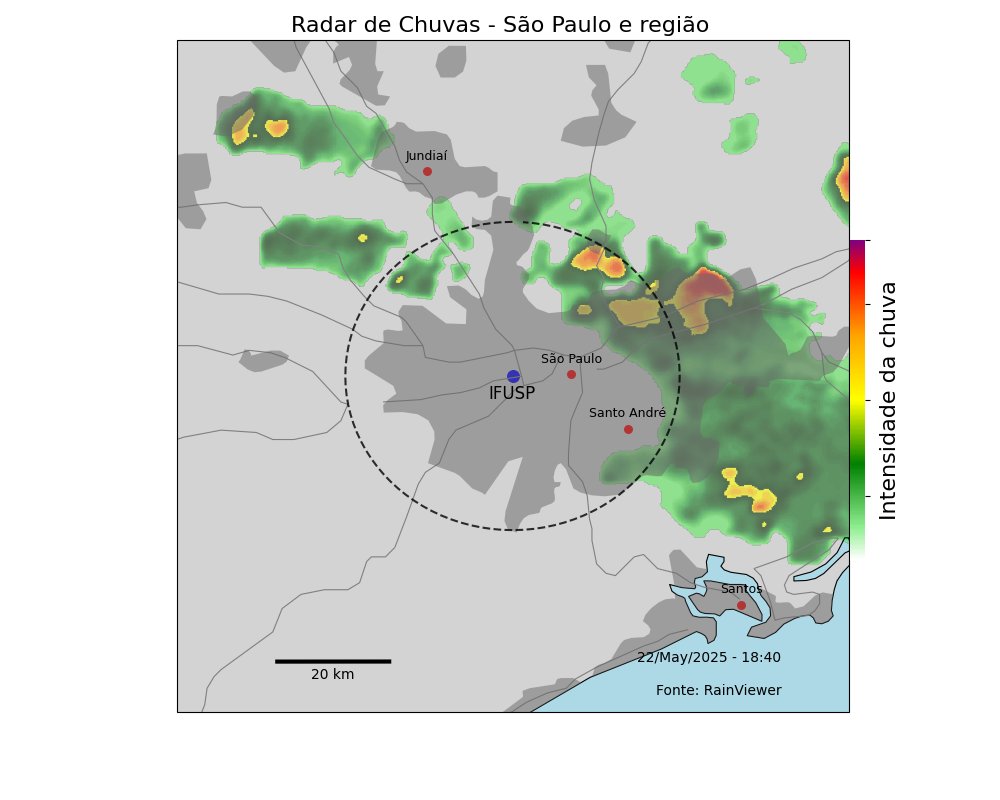 Radar de Chuvas - São Paulo e região
Jundiaí
São Paulo
IFUSP
Santo André
Santos
22/May/2025 - 18:40
20 km
Fonte: RainViewer
Intensidade da chuva